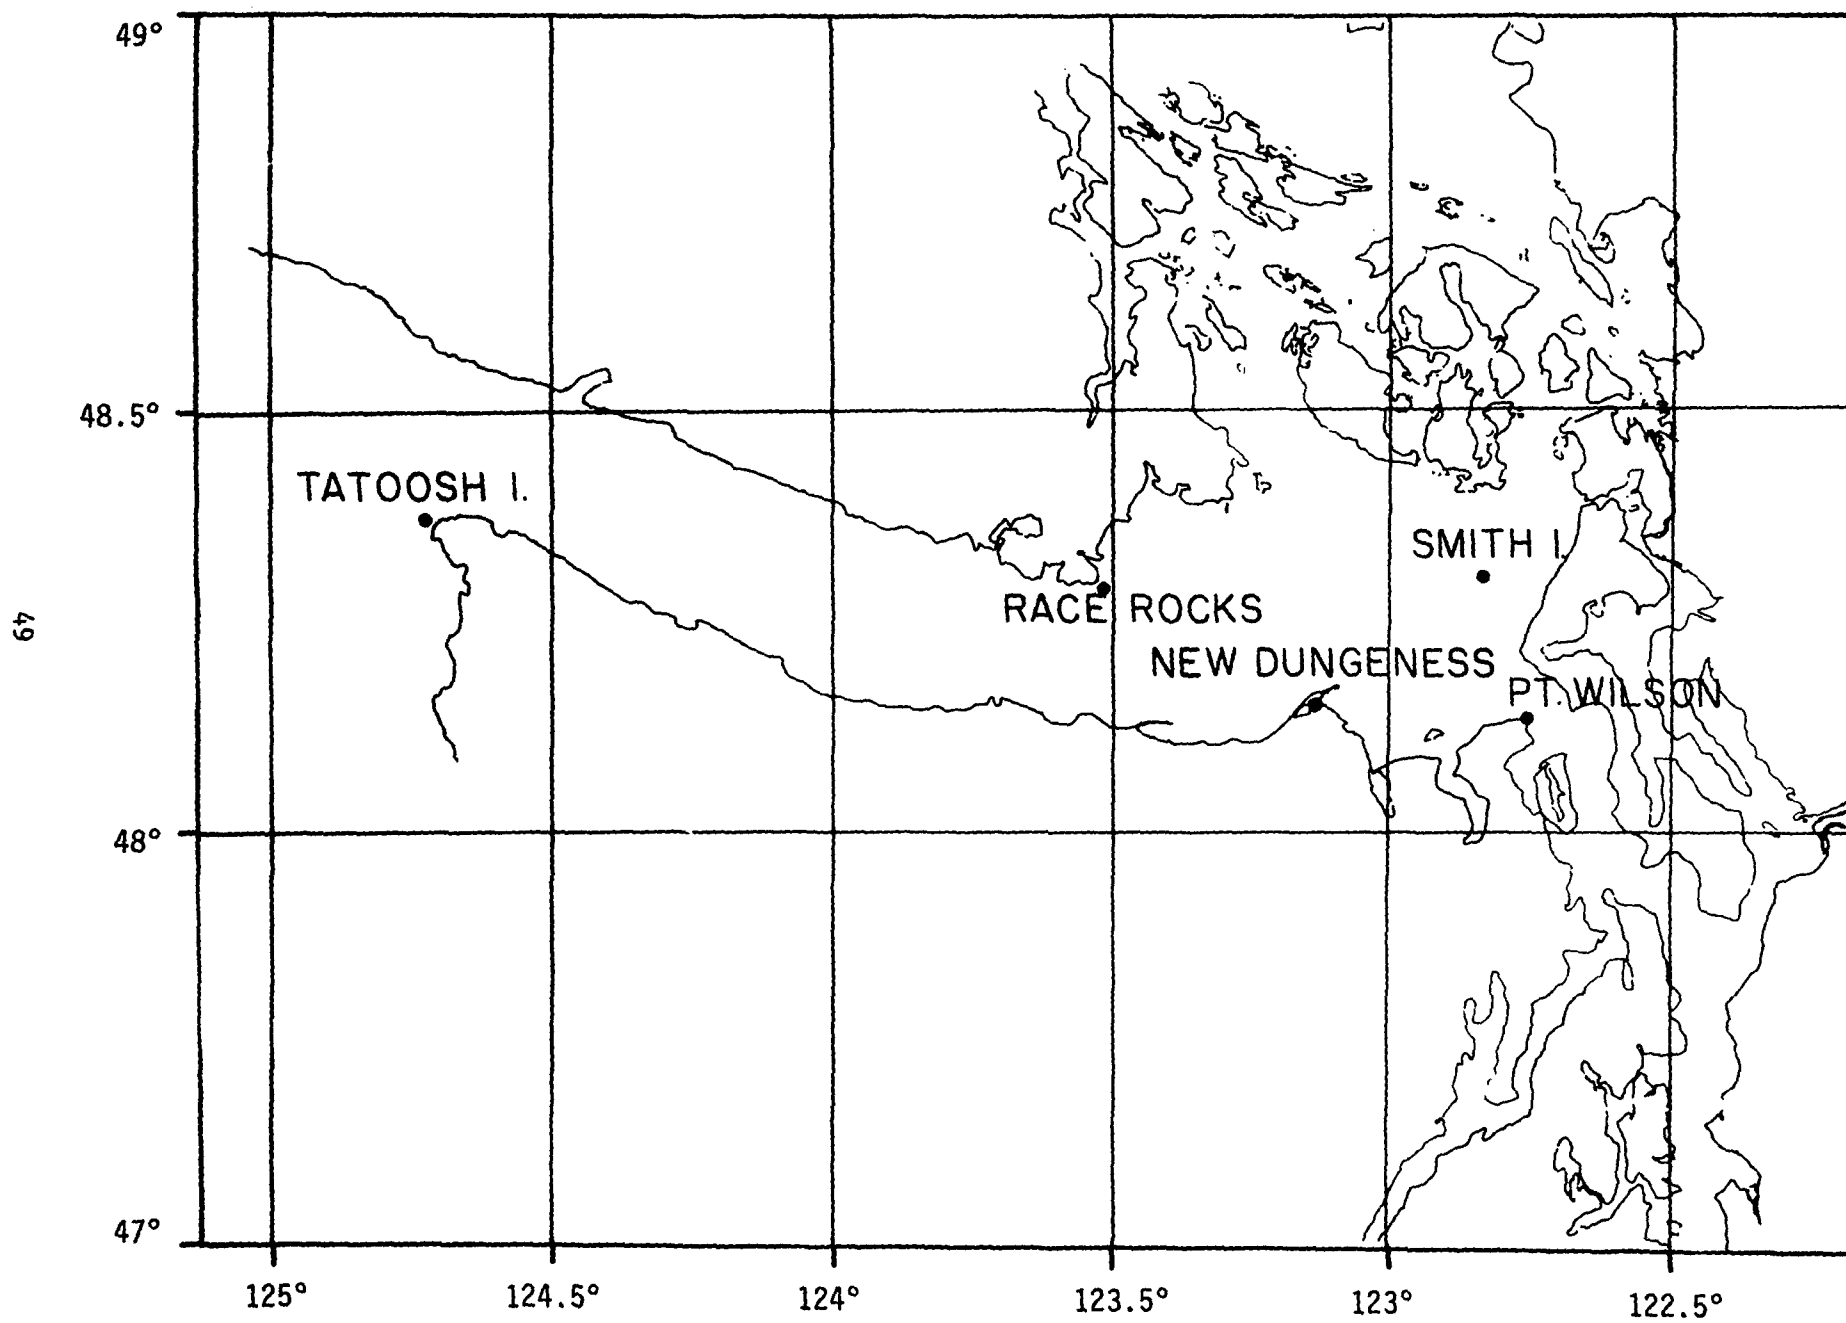 49°
48.5°
TATOOSH I.
SMITH I.
RACE ROCKS
NEW DUNGENESS
PT. WILSON
49
48°
47°
125°
124.5°
124°
123.5°
123°
122.5°